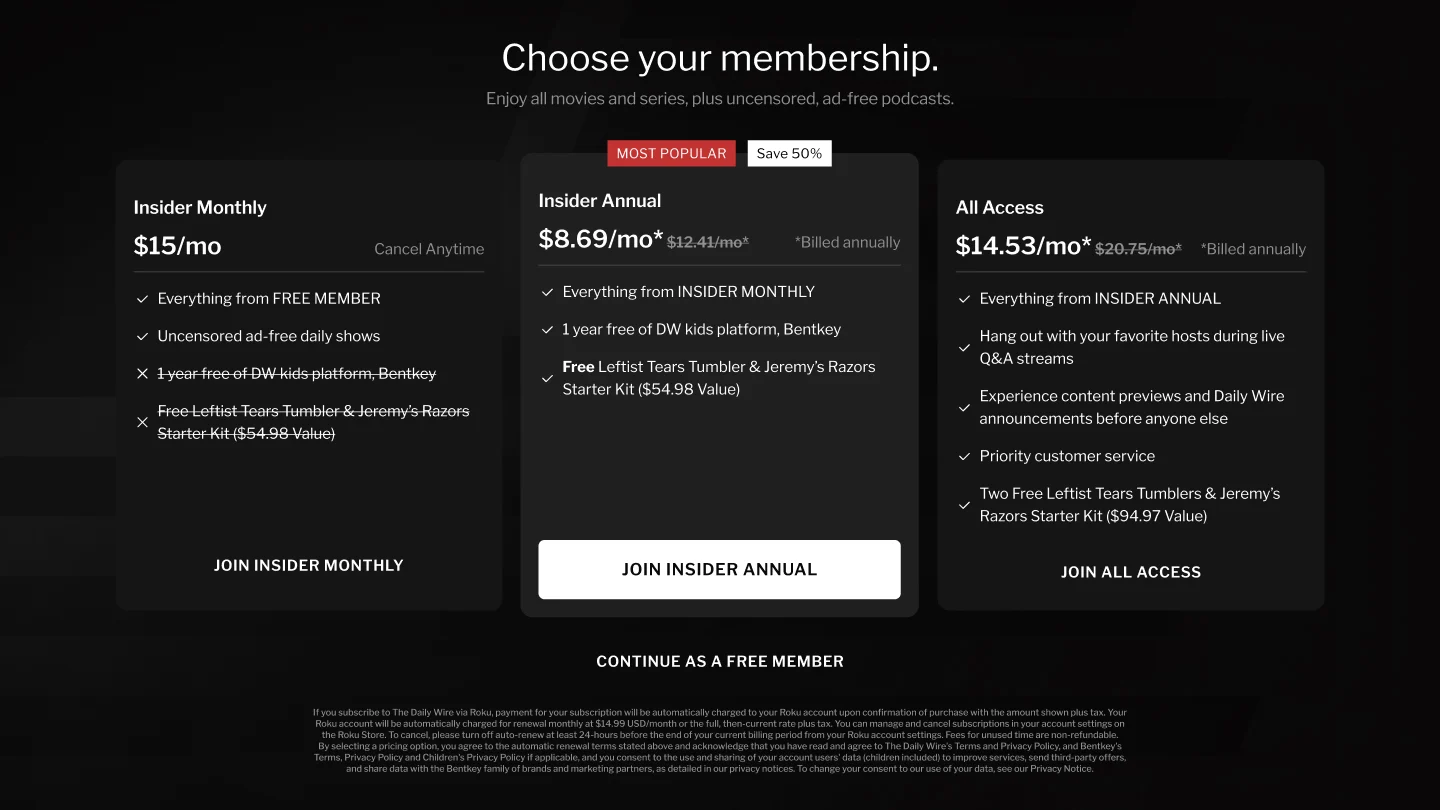 Choose your membership.
Enjoy all movies and series, plus uncensored, ad-free podcasts.
Insider Monthly
$15/mo
Cancel Anytime
Everything from FREE MEMBER
Uncensored ad-free daily shows
1 year free of DW kids platform, Bentkey
Free Leftist Tears Tumbler & Jeremy's Razors
Starter Kit ($54.98 Value)
JOIN INSIDER MONTHLY
MOST POPULAR
Save 50%
Insider Annual
$8.69/mo* $12.41/mo*
*Billed annually
Everything from INSIDER MONTHLY
1 year free of DW kids platform, Bentkey
Free Leftist Tears Tumbler & Jeremy's Razors
Starter Kit ($54.98 Value)
JOIN INSIDER ANNUAL
All Access
$14.53/mo* $20.75/mo*
*Billed annually
Everything from INSIDER ANNUAL
Hang out with your favorite hosts during live
Q&A streams
Experience content previews and Daily Wire
announcements before anyone else
Priority customer service
Two Free Leftist Tears Tumblers & Jeremy's
Razors Starter Kit ($94.97 Value)
JOIN ALL ACCESS
CONTINUE AS A FREE MEMBER
If you subscribe to The Daily Wire via Roku, payment for your subscription will be automatically charged to your Roku account upon confirmation of purchase with the amount shown plus tax. Your
Roku account will be automatically charged for renewal monthly at $14.99 USD/month or the full, then-current rate plus tax. You can manage and cancel subscriptions in your account settings on
the Roku Store. To cancel, please turn off auto-renew at least 24-hours before the end of your current billing period from your Roku account settings. Fees for unused time are non-refundable.
By selecting a pricing option, you agree to the automatic renewal terms stated above and acknowledge that you have read and agree to The Daily Wire's Terms and Privacy Policy, and Bentkey's
Terms, Privacy Policy and Children's Privacy Policy if applicable, and you consent to the use and sharing of your account users' data (children included) to improve services, send third-party offers,
and share data with the Bentkey family of brands and marketing partners, as detailed in our privacy notices. To change your consent to our use of your data, see our Privacy Notice.